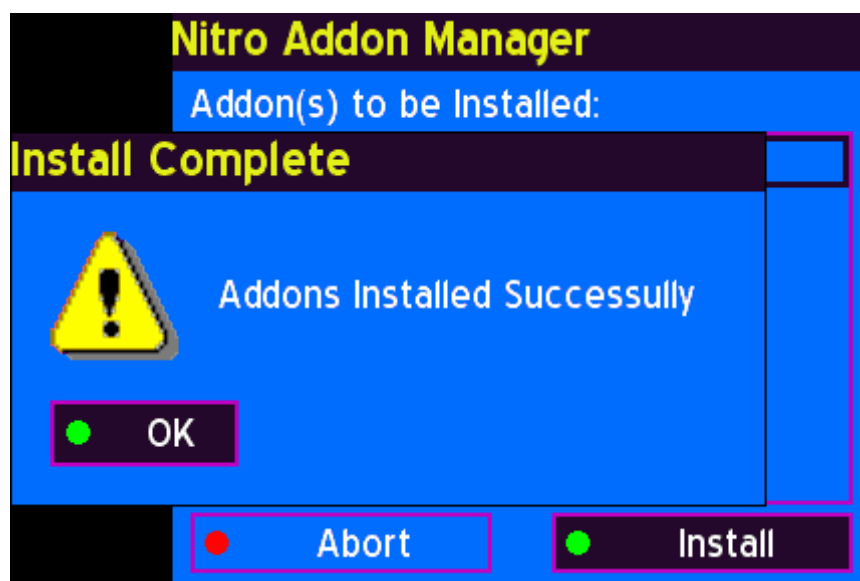 Nitro Addon Manager
Addon(s) to be Installed:
Install Complete
Addons Installed Successully
OK
Abort
Install